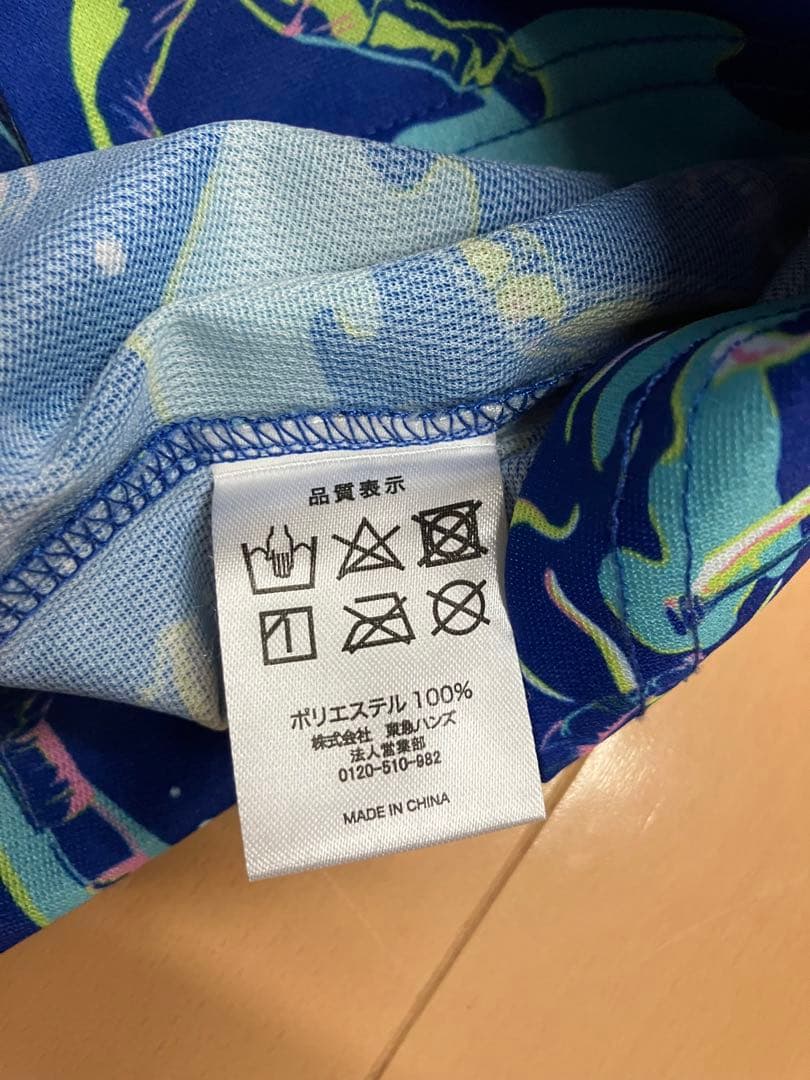 品質表示
ポリエステル 100%
株式会社 東急ハンズ
法人営業部
0120-510-982
MADE IN CHINA